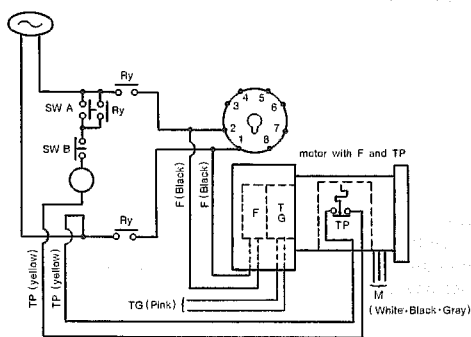 Ry
SW A
Ry
SW B
Ry
4 5
3 6
2 7
1 8
motor with F and TP
F (Black)
F (Black)
F
T
G
TP
TP (yellow)
TP (yellow)
TG (Pink)
M
(White·Black·Gray)